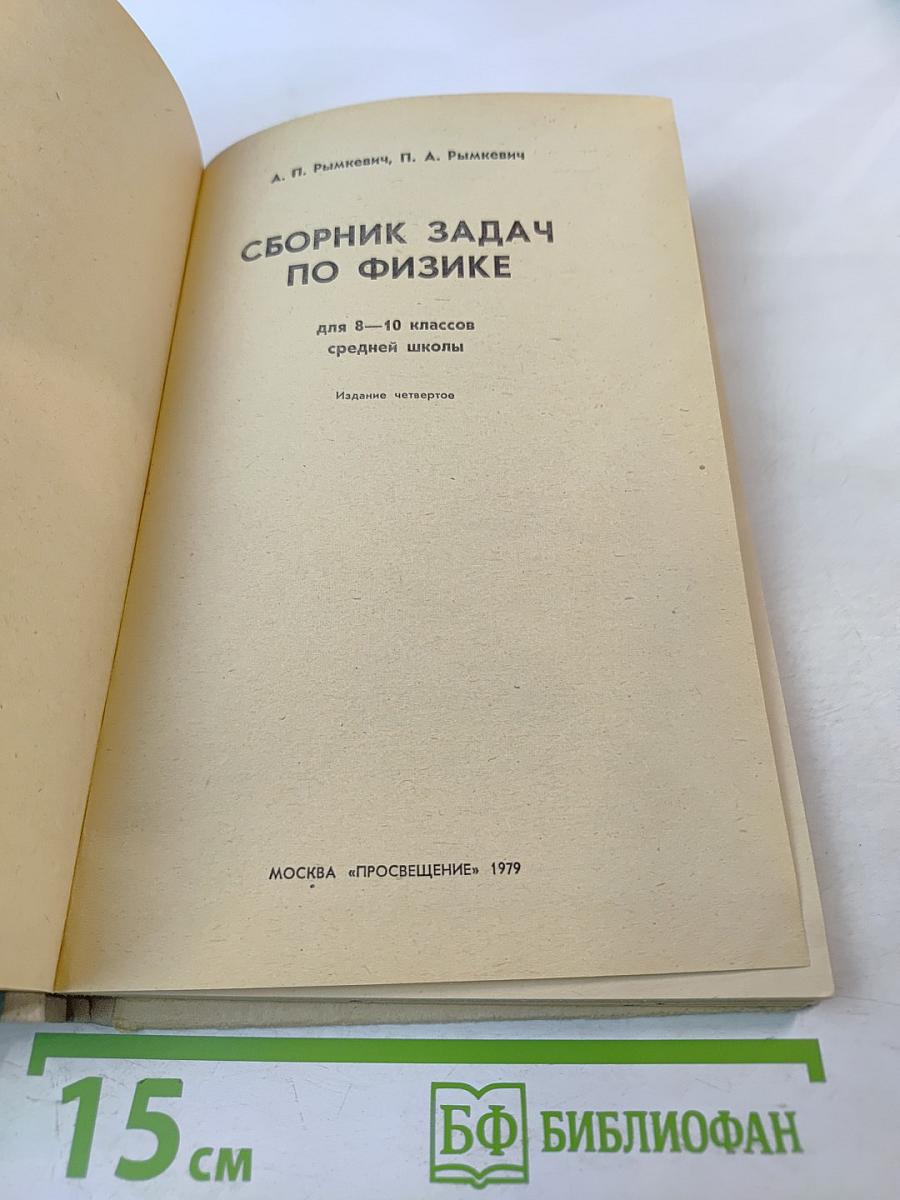 А. П. Рымкевич, П. А. Рымкевич
СБОРНИК ЗАДАЧ
ПО ФИЗИКЕ
для 8—10 классов
средней школы
Издание четвертое
МОСКВА «ПРОСВЕЩЕНИЕ» 1979
15 см
БФ БИБЛИОФАН